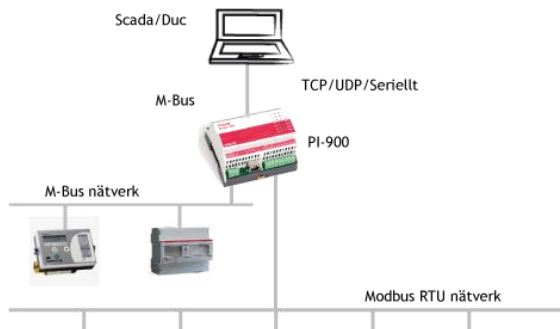 Scada/Duc
TCP/UDP/Seriellt
M-Bus
PI-900
M-Bus nätverk
Modbus RTU nätverk